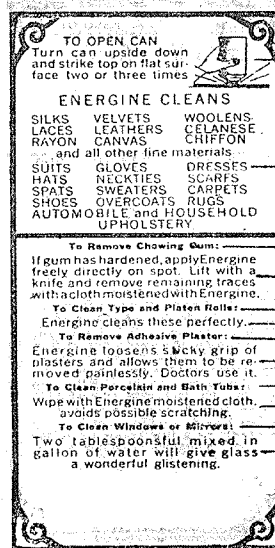 TO OPEN CAN
Turn can upside down
and strike top on flat sur-
face two or three times
ENERGINE CLEANS
SILKS VELVETS WOOLENS
LACES LEATHERS CELANESE
RAYON CANVAS CHIFFON
and all other fine materials
SUITS GLOVES DRESSES
HATS NECKTIES SCARFS
SPATS SWEATERS CARPETS
SHOES OVERCOATS RUGS
AUTOMOBILE and HOUSEHOLD
UPHOLSTERY
To Remove Chewing Gum:
If gum has hardened, apply Energine
freely directly on spot. Lift with a
knife and remove remaining traces
with a cloth moistened with Energine.
To Clean Type and Platen Rolls:
Energine cleans these perfectly.
To Remove Adhesive Plaster:
Energine loosens sticky grip of
plasters and allows them to be re-
moved painlessly. Doctors use it.
To Clean Porcelain and Bath Tubs:
Wipe with Energine moistened cloth,
avoids possible scratching.
To Clean Windows or Mirrors:
Two tablespoonsful mixed in
gallon of water will give glass
a wonderful glistening.